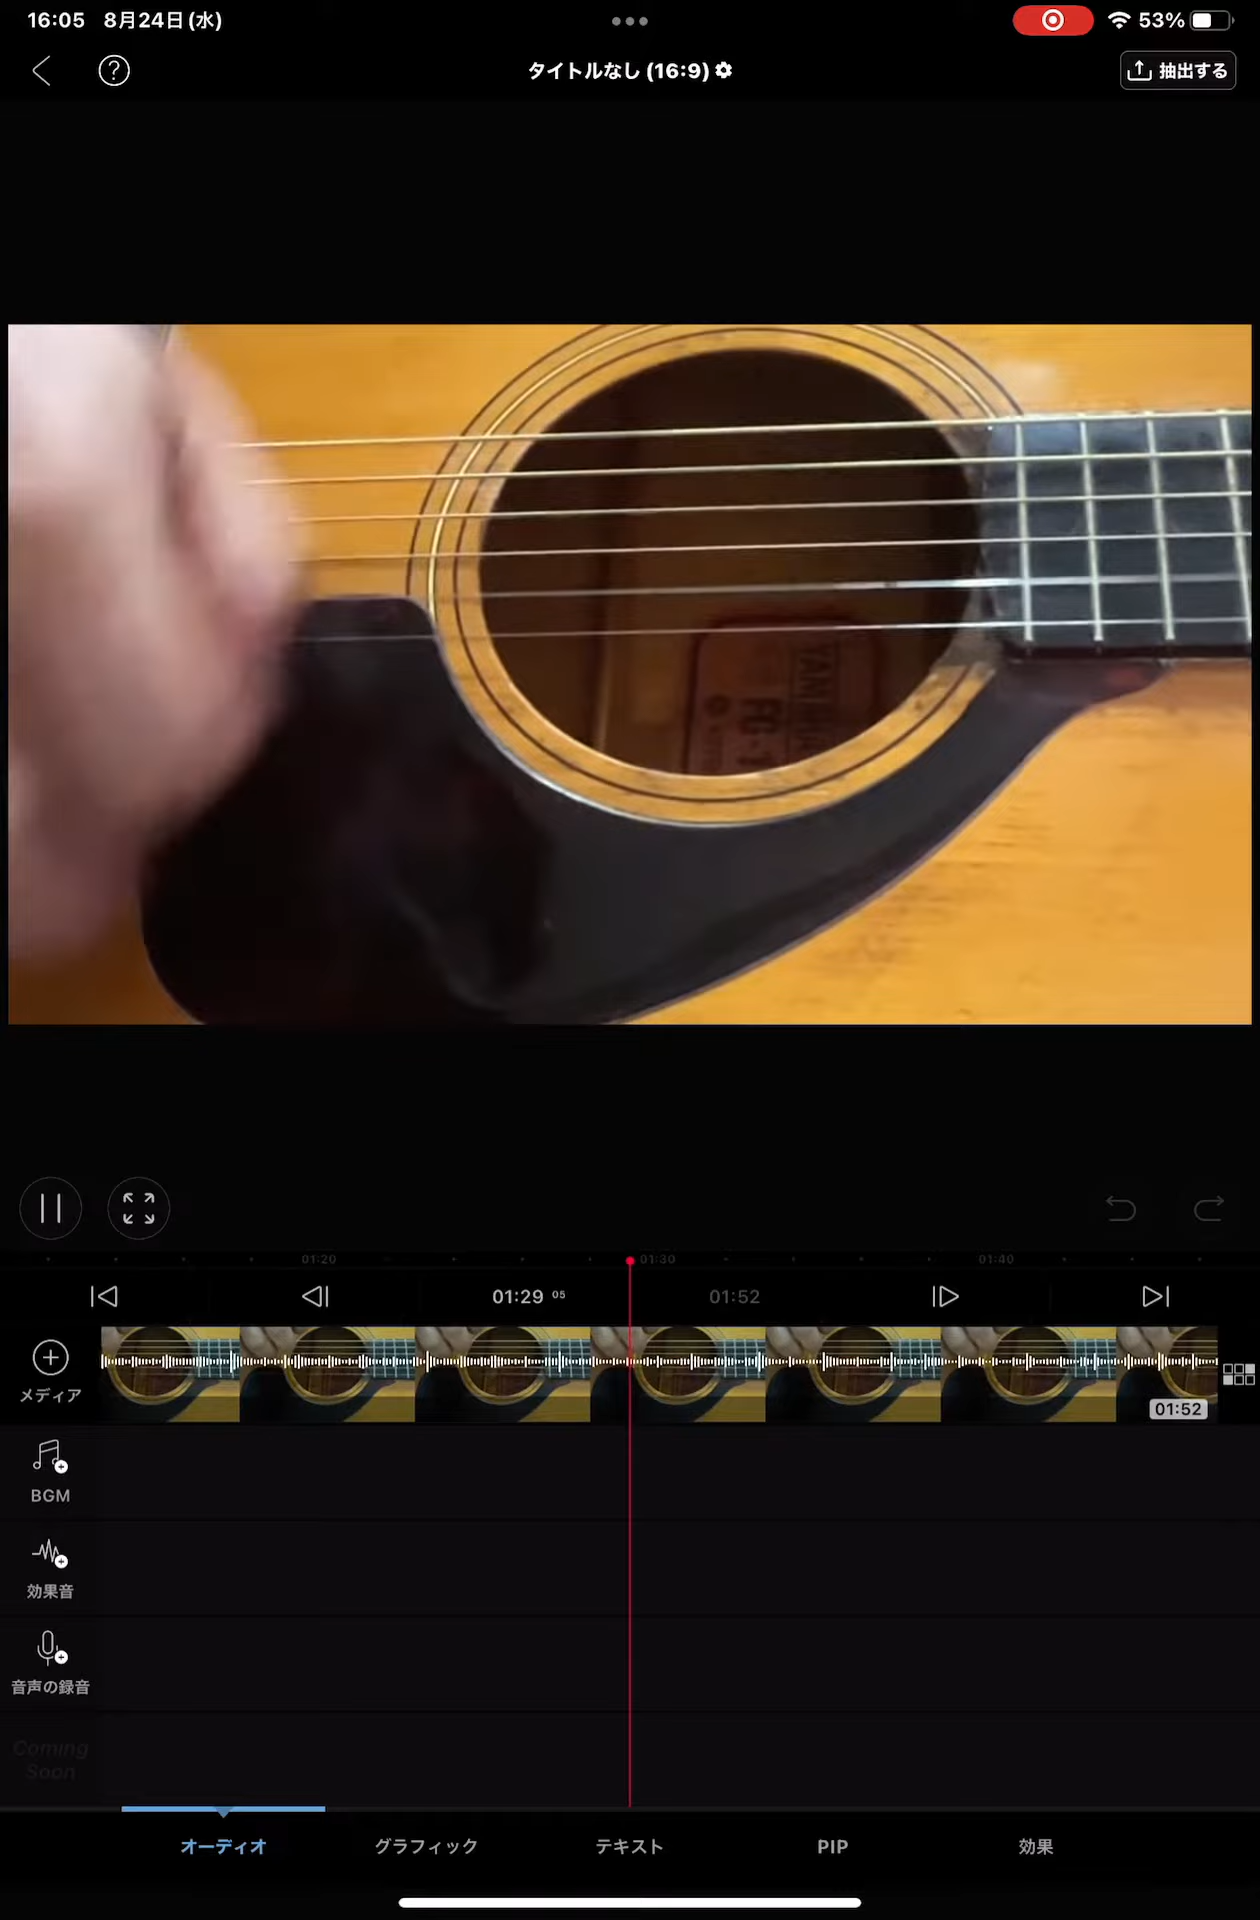 16:05 8月24日(水)
53%
タイトルなし (16:9)
抽出する
01:20
01:30
01:40
01:29 05
01:52
メディア
01:52
BGM
効果音
音声の録音
Coming
Soon
オーディオ
グラフィック
テキスト
PIP
効果